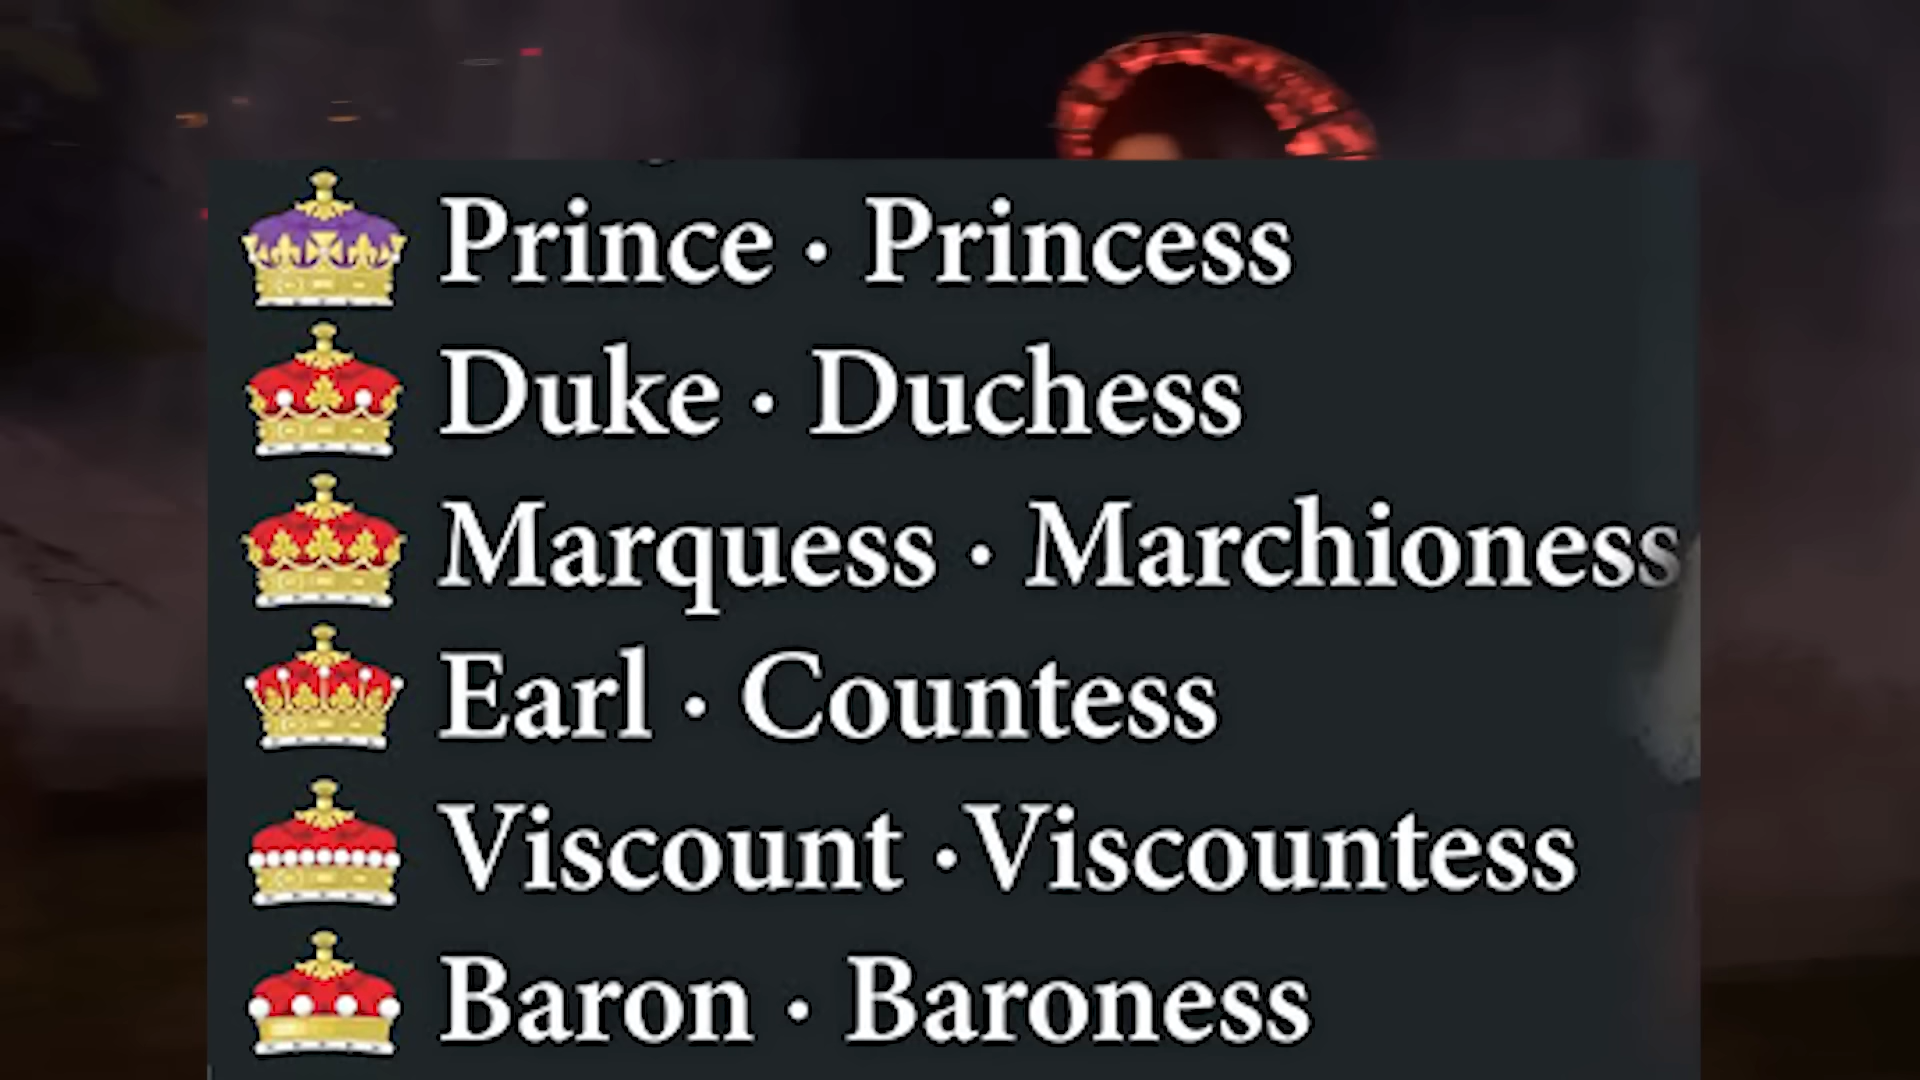 Prince · Princess
Duke · Duchess
Marquess · Marchioness
Earl · Countess
Viscount ·Viscountess
Baron · Baroness